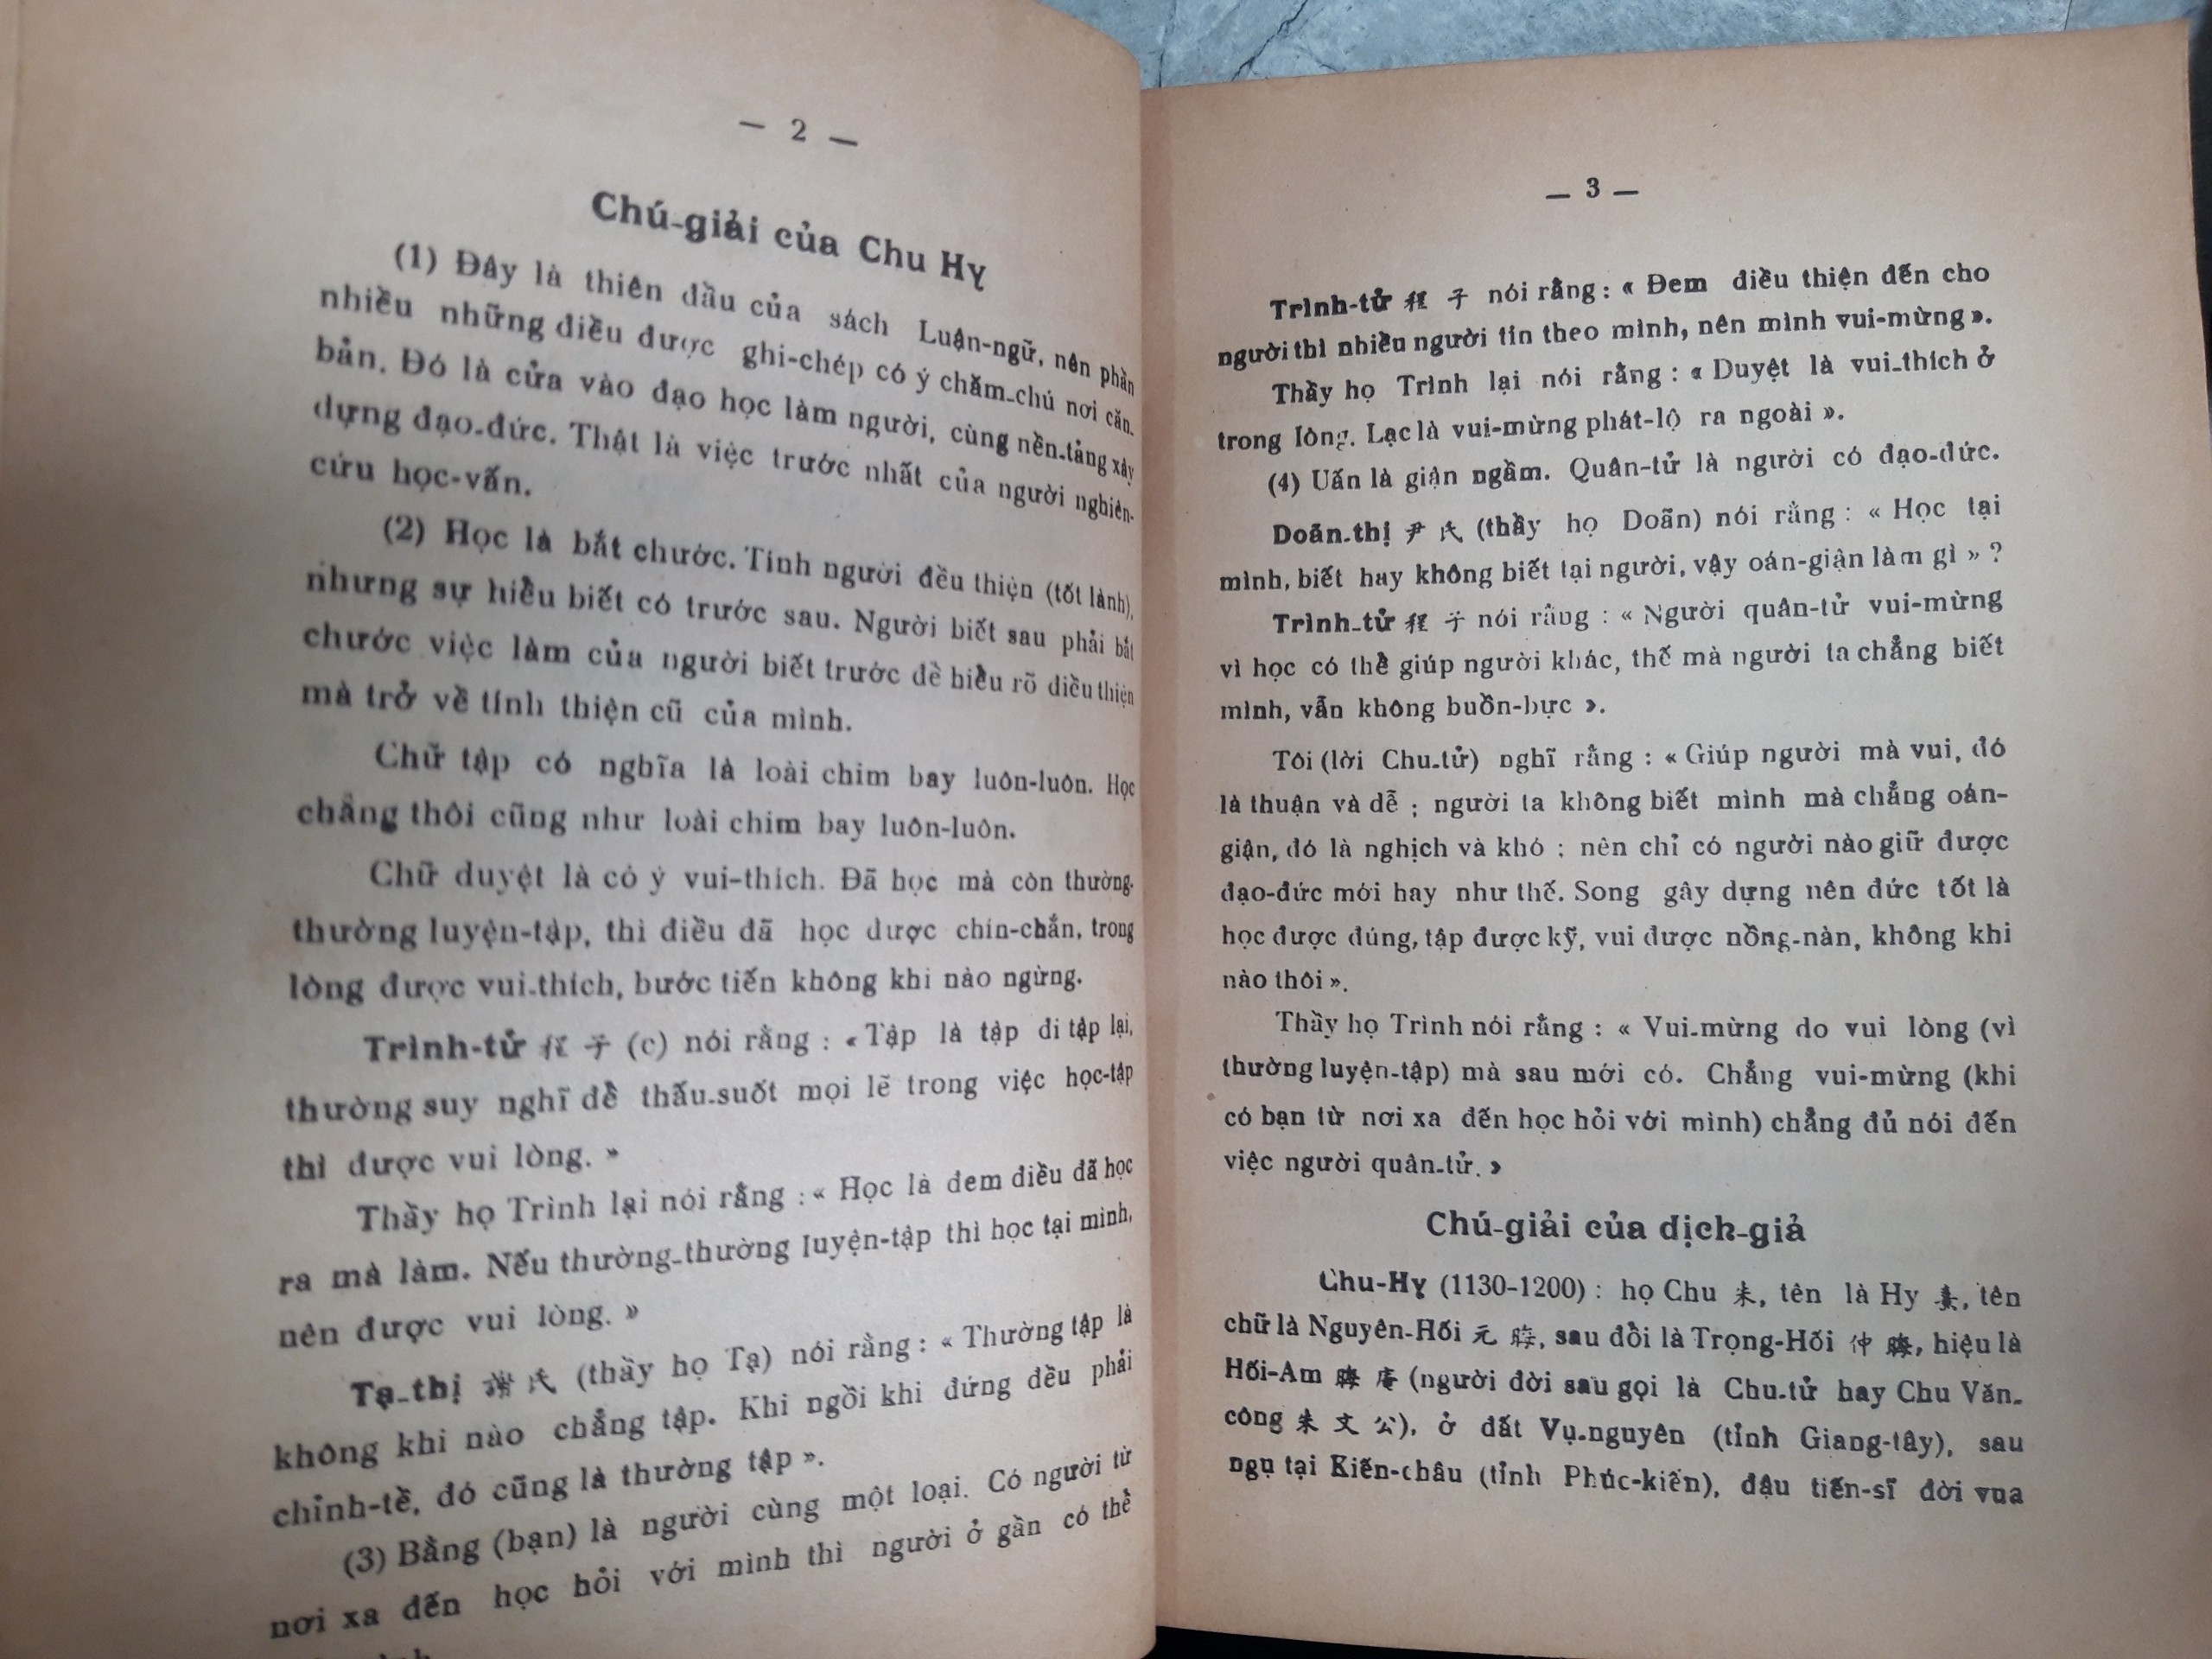 — 2 —
Chú-giải của Chu Hy
(1) Đây là thiên đầu của sách Luận-ngữ, nên phần
nhiều những điều được ghi-chép có ý chăm-chú nơi căn-
bản. Đó là cửa vào đạo học làm người, cùng nền-tảng xây
dựng đạo-đức. Thật là việc trước nhất của người nghiên-
cứu học-vấn.
(2) Học là bắt chước. Tính người đều thiện (tốt lành),
nhưng sự hiểu biết có trước sau. Người biết sau phải bắt
chước việc làm của người biết trước để hiểu rõ điều thiện
mà trở về tính thiện cũ của mình.
Chữ tập có nghĩa là loài chim bay luôn-luôn. Học
chẳng thôi cũng như loài chim bay luôn-luôn.
Chữ duyệt là có ý vui-thích. Đã học mà còn thường-
thường luyện-tập, thì điều đã học được chín-chắn, trong
lòng được vui-thích, bước tiến không khi nào ngừng.
Trình-tử 程 子 (c) nói rằng : « Tập là tập đi tập lại,
thường suy nghĩ để thấu-suốt mọi lẽ trong việc học-tập
thì được vui lòng. »
Thầy họ Trình lại nói rằng : « Học là đem điều đã học
ra mà làm. Nếu thường-thường luyện-tập thì học tại mình,
nên được vui lòng. »
Tạ-thị 謝 氏 (thầy họ Tạ) nói rằng : « Thường tập là
không khi nào chẳng tập. Khi ngồi khi đứng đều phải
chỉnh-tề, đó cũng là thường tập ».
(3) Bằng (bạn) là người cùng một loại. Có người từ
nơi xa đến học hỏi với mình thì người ở gần có thể
— 3 —
Trình-tử 程 子 nói rằng : « Đem điều thiện đến cho
người thì nhiều người tin theo mình, nên mình vui-mừng ».
Thầy họ Trình lại nói rằng : « Duyệt là vui-thích ở
trong lòng. Lạc là vui-mừng phát-lộ ra ngoài ».
(4) Uấn là giận ngầm. Quân-tử là người có đạo-đức.
Doãn-thị 尹 氏 (thầy họ Doãn) nói rằng : « Học tại
mình, biết hay không biết tại người, vậy oán-giận làm gì » ?
Trình-tử 程 子 nói rằng : « Người quân-tử vui-mừng
vì học có thể giúp người khác, thế mà người ta chẳng biết
mình, vẫn không buồn-bực ».
Tôi (lời Chu-tử) nghĩ rằng : « Giúp người mà vui, đó
là thuận và dễ ; người ta không biết mình mà chẳng oán-
giận, đó là nghịch và khó ; nên chỉ có người nào giữ được
đạo-đức mới hay như thế. Song gây dựng nên đức tốt là
học được đúng, tập được kỹ, vui được nồng-nàn, không khi
nào thôi ».
Thầy họ Trình nói rằng : « Vui-mừng do vui lòng (vì
thường luyện-tập) mà sau mới có. Chẳng vui-mừng (khi
có bạn từ nơi xa đến học hỏi với mình) chẳng đủ nói đến
việc người quân-tử. »
Chú-giải của dịch-giả
Chu-Hy (1130-1200) : họ Chu 朱, tên là Hy 熹, tên
chữ là Nguyên-Hối 元 晦, sau đổi là Trọng-Hối 仲 晦, hiệu là
Hối-Am 晦 庵 (người đời sau gọi là Chu-tử hay Chu Văn-
công 朱 文 公), ở đất Vụ-nguyên (tỉnh Giang-tây), sau
ngụ tại Kiến-châu (tỉnh Phúc-kiến), đậu tiến-sĩ đời vua